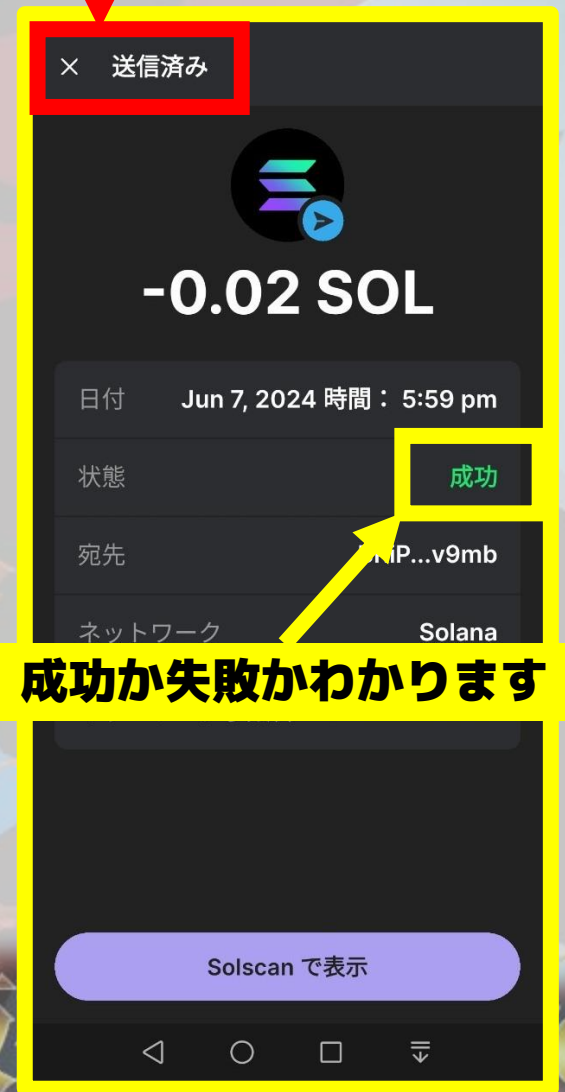 × 送信済み
-0.02 SOL
日付 Jun 7, 2024 時間： 5:59 pm
状態 成功
宛先 ...v9mb
ネットワーク Solana
成功か失敗かわかります
Solscan で表示